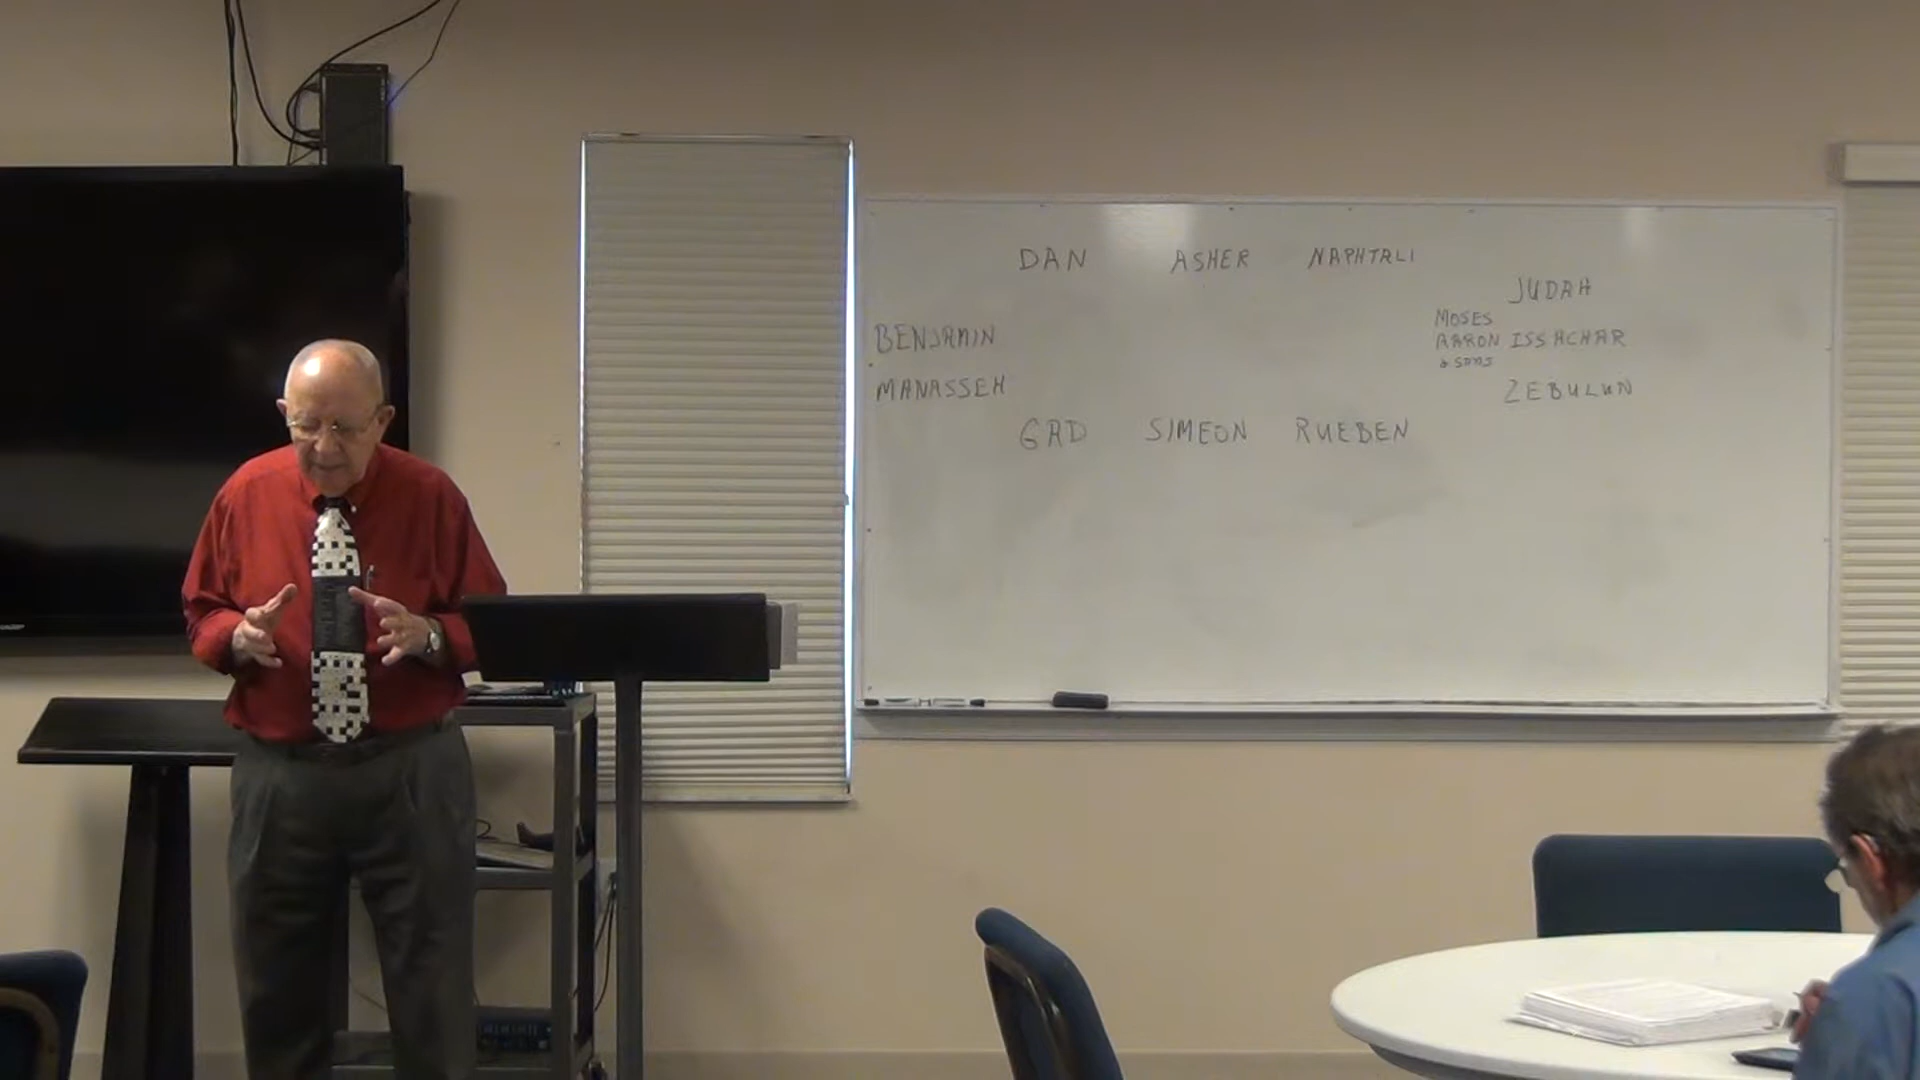 DAN ASHER NAPHTALI
JUDAH
MOSES
BENJAMIN AARON ISSACHAR
& SONS
MANASSEH ZEBULUN
GAD SIMEON RUEBEN